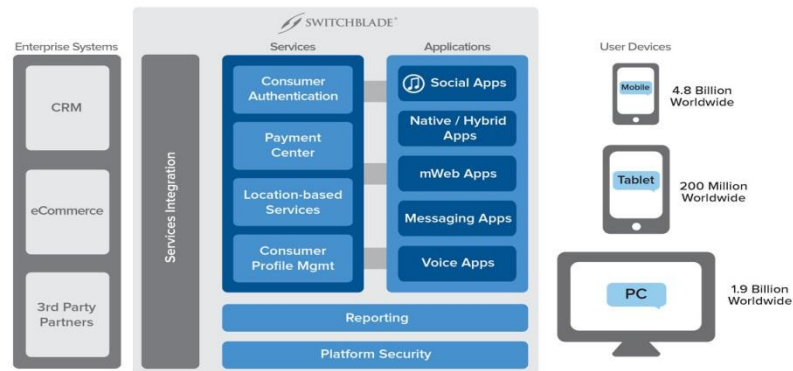 SWITCHBLADE®
Enterprise Systems
Services
Applications
User Devices
CRM
eCommerce
3rd Party
Partners
Services Integration
Consumer
Authentication
Payment
Center
Location-based
Services
Consumer
Profile Mgmt
Social Apps
Native / Hybrid
Apps
mWeb Apps
Messaging Apps
Voice Apps
Reporting
Platform Security
Mobile
4.8 Billion
Worldwide
Tablet
200 Million
Worldwide
PC
1.9 Billion
Worldwide